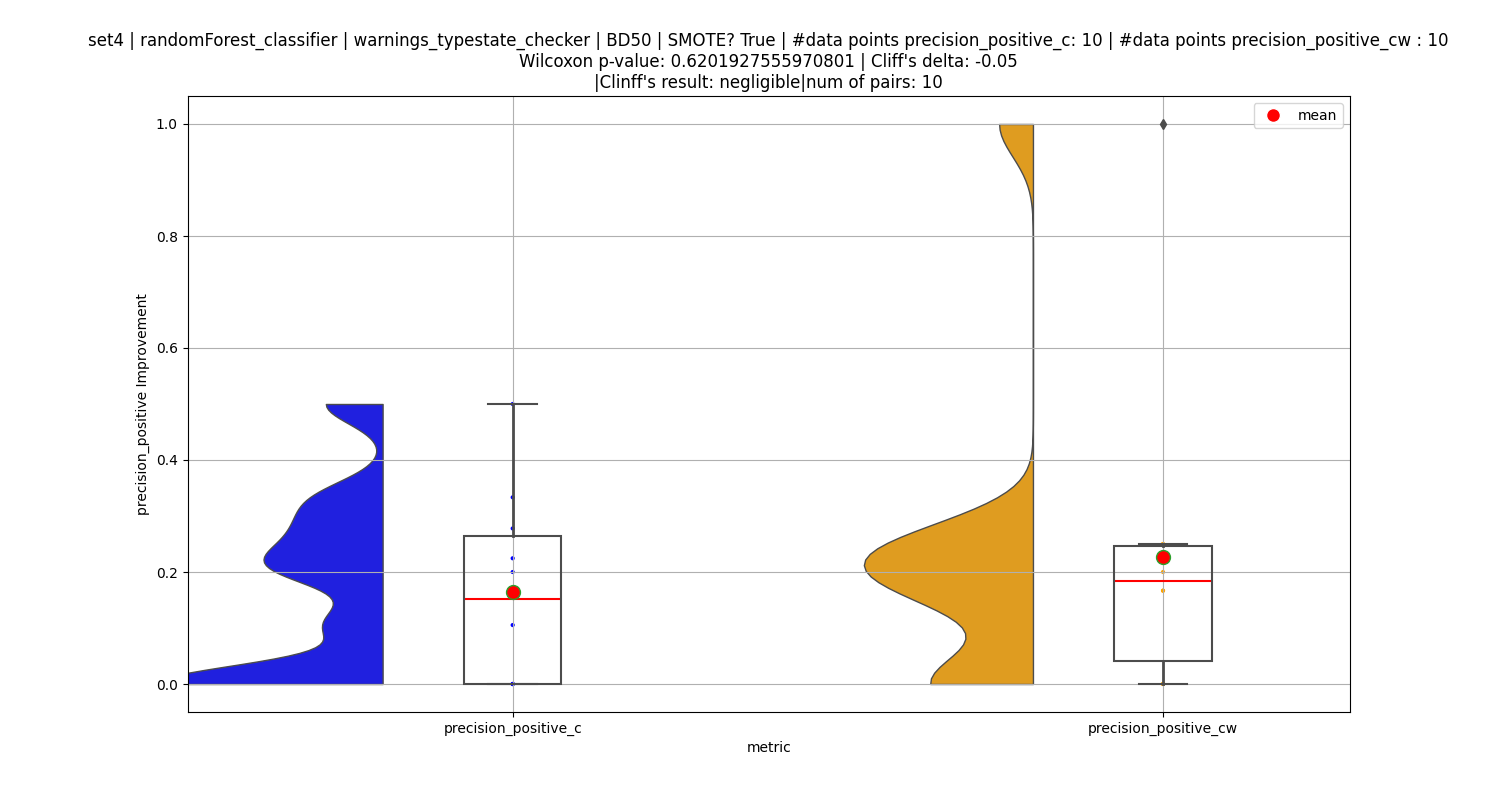 set4 | randomForest_classifier | warnings_typestate_checker | BD50 | SMOTE? True | #data points precision_positive_c: 10 | #data points precision_positive_cw : 10
Wilcoxon p-value: 0.6201927555970801 | Cliff's delta: -0.05
|Clinff's result: negligible|num of pairs: 10
mean
1.0
0.8
0.6
0.4
0.2
0.0
precision_positive Improvement
precision_positive_c
precision_positive_cw
metric